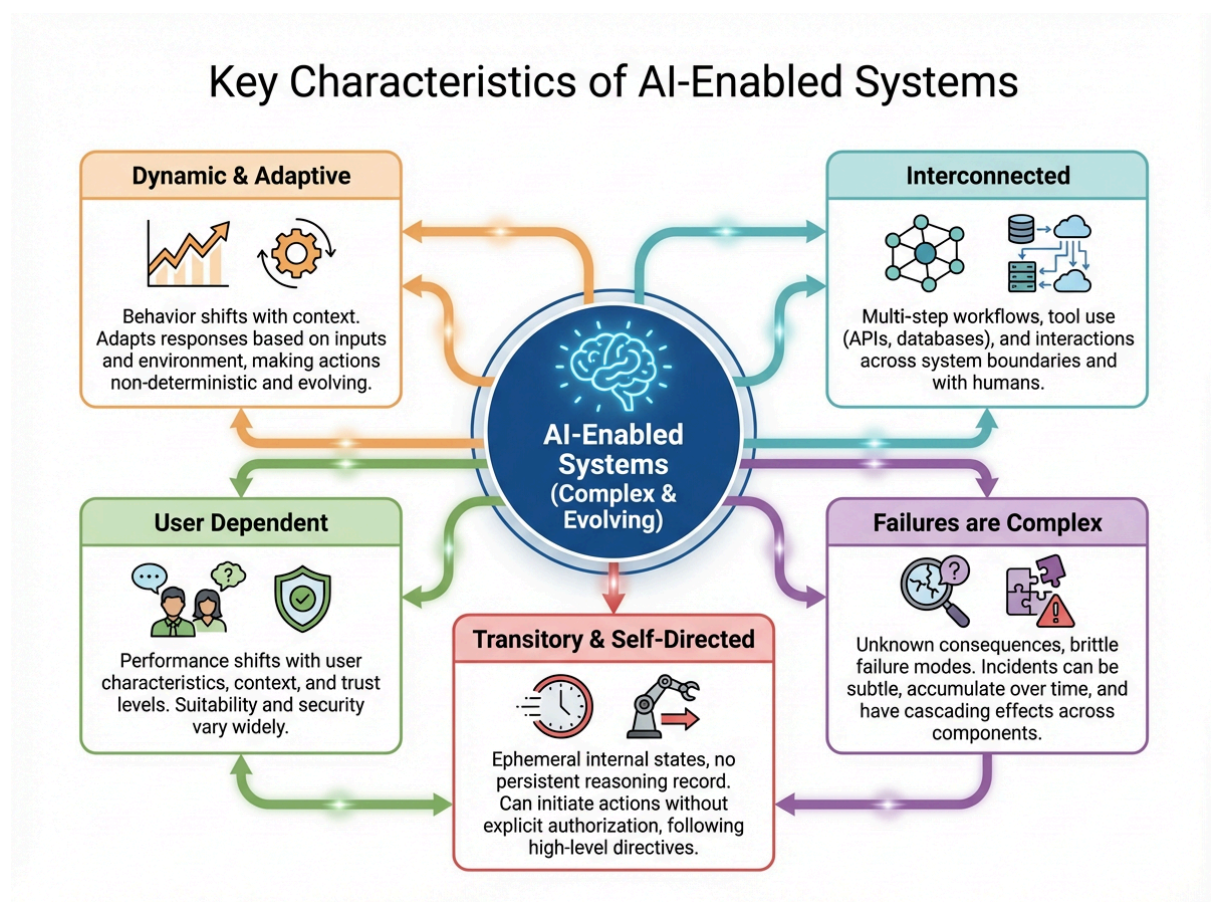 Key Characteristics of AI-Enabled Systems
Dynamic & Adaptive
Behavior shifts with context.
Adapts responses based on inputs
and environment, making actions
non-deterministic and evolving.
Interconnected
Multi-step workflows, tool use
(APIs, databases), and interactions
across system boundaries and
with humans.
AI-Enabled
Systems
(Complex &
Evolving)
User Dependent
?
Performance shifts with user
characteristics, context, and trust
levels. Suitability and security
vary widely.
Failures are Complex
?
Unknown consequences, brittle
failure modes. Incidents can be
subtle, accumulate over time, and
have cascading effects across
components.
Transitory & Self-Directed
Ephemeral internal states, no
persistent reasoning record.
Can initiate actions without
explicit authorization, following
high-level directives.